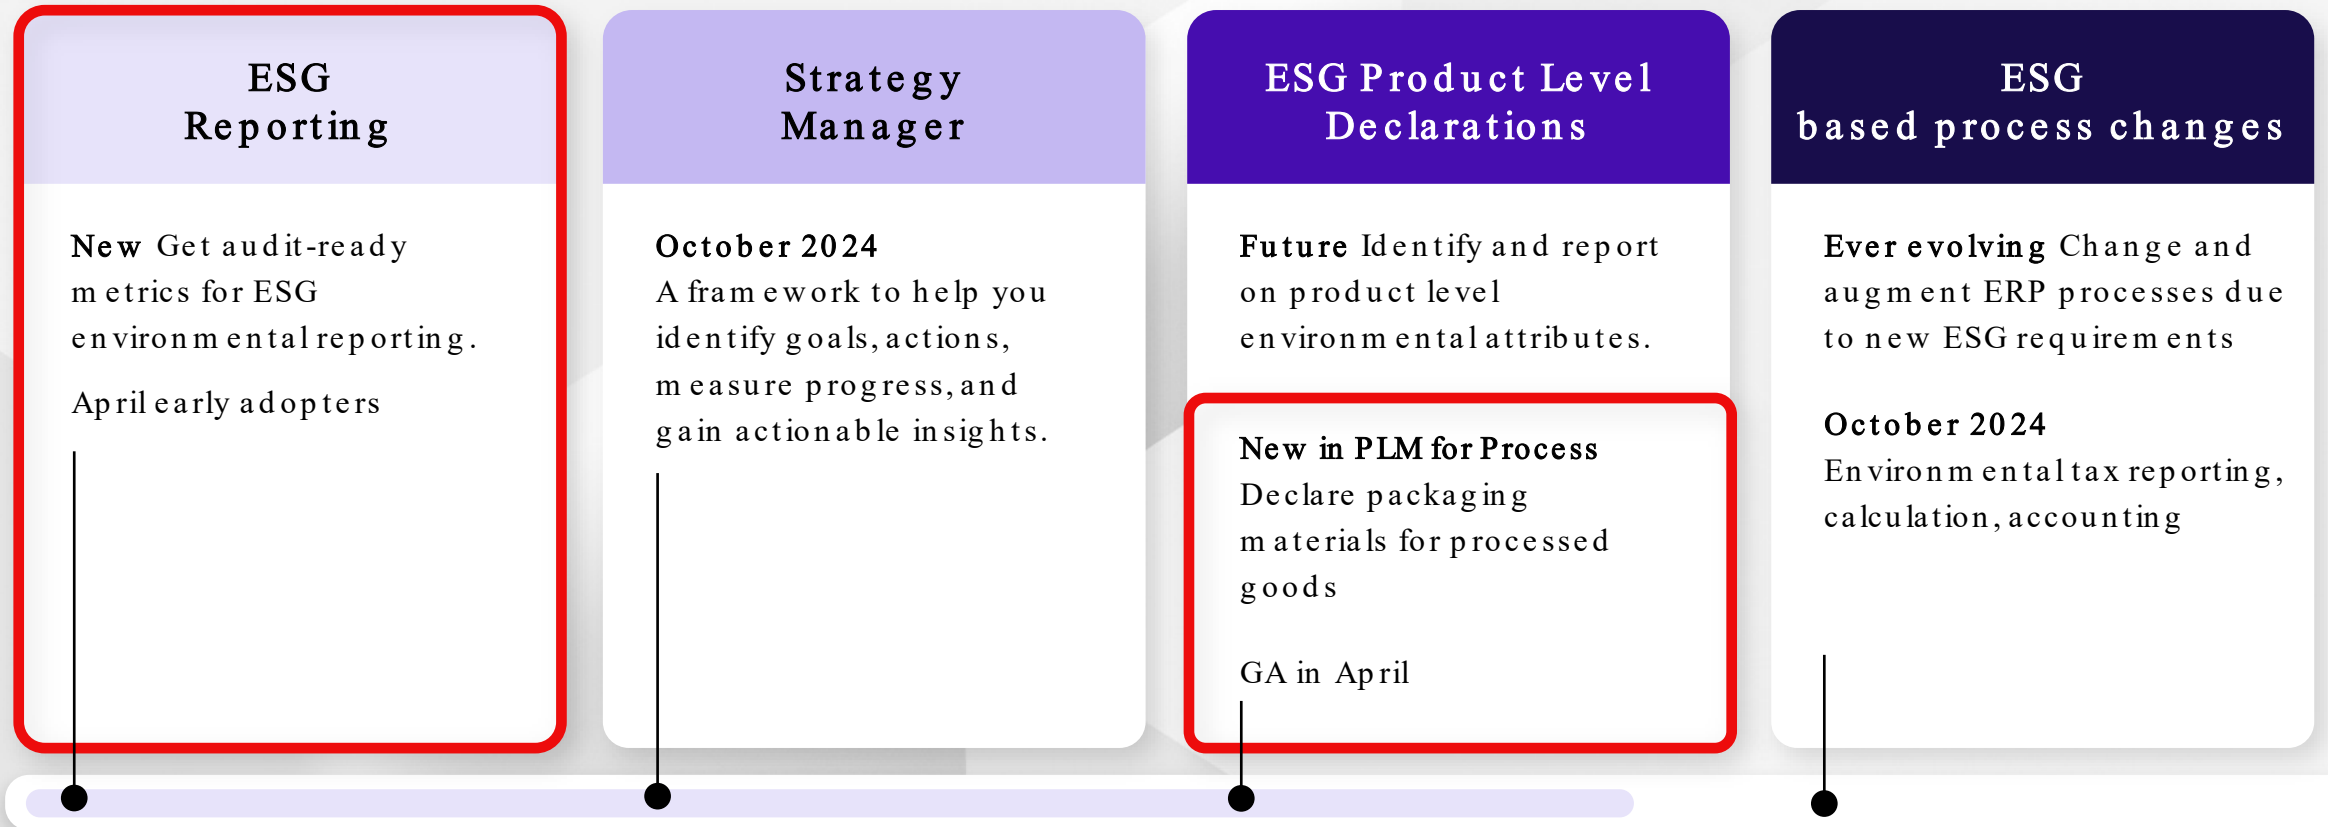 ESG
Reporting
New Get audit-ready
metrics for ESG
environmental reporting.
April early adopters
Strategy
Manager
October 2024
A framework to help you
identify goals, actions,
measure progress, and
gain actionable insights.
ESG Product Level
Declarations
Future Identify and report
on product level
environmental attributes.
New in PLM for Process
Declare packaging
materials for processed
goods
GA in April
ESG
based process changes
Ever evolving Change and
augment ERP processes due
to new ESG requirements
October 2024
Environmental tax reporting,
calculation, accounting